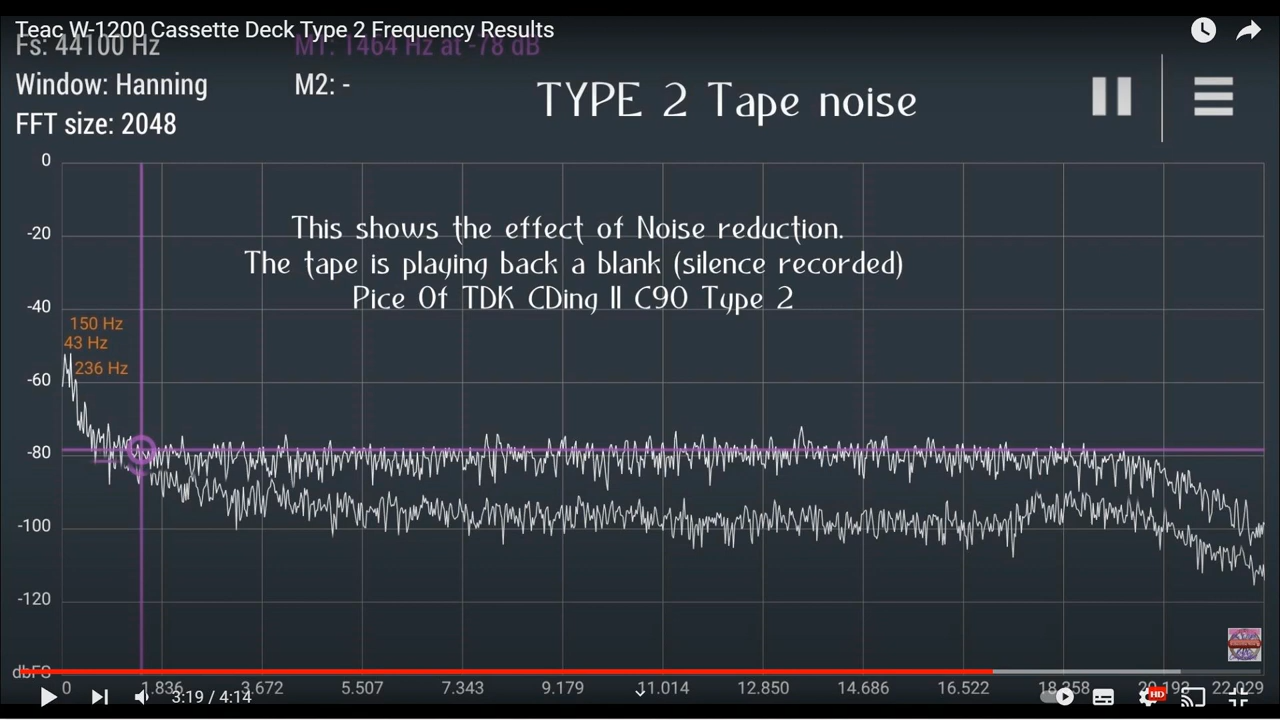 Teac W-1200 Cassette Deck Type 2 Frequency Results
Fs: 44100 Hz
M1: 1464 Hz at -78 dB
Window: Hanning
M2: -
FFT size: 2048
TYPE 2 Tape noise
This shows the effect of Noise reduction.
The tape is playing back a blank (silence recorded)
Pice Of TDK CDing II C90 Type 2
0
-20
-40
-60
-80
-100
-120
dbFS
150 Hz
43 Hz
236 Hz
0 1.836 3.672 5.507 7.343 9.179 11.014 12.850 14.686 16.522 18.358 20.193 22.029
3:19 / 4:14
HD